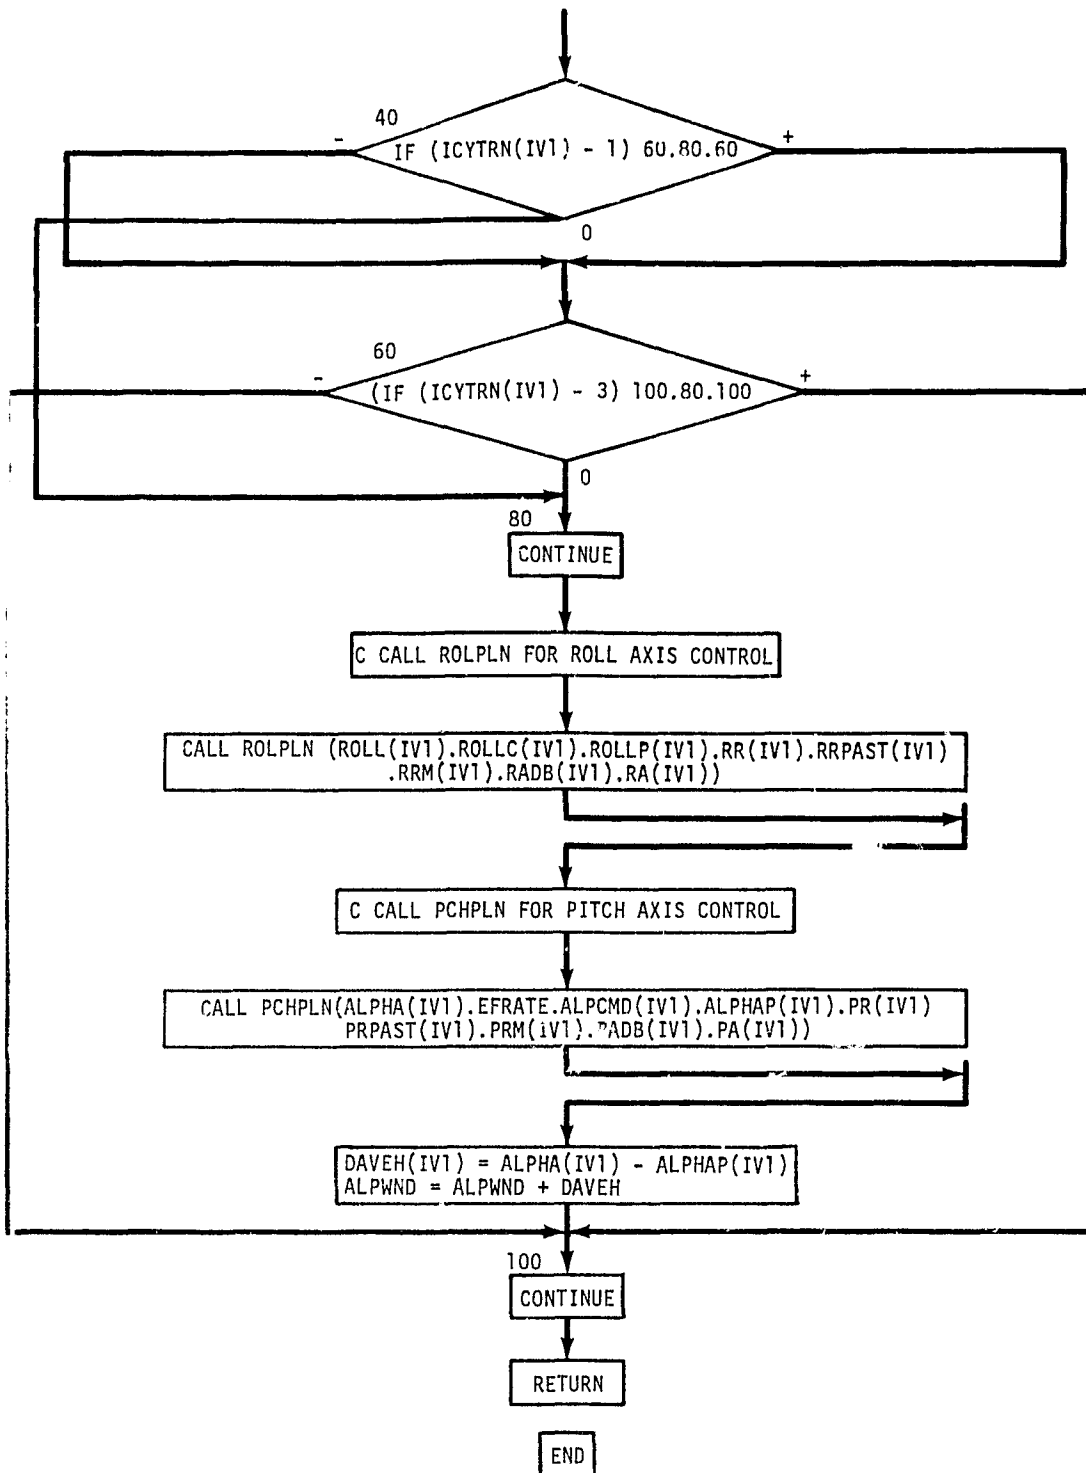 40
- IF (ICYTRN(IV1) - 1) 60.80.60 +
0
60
- (IF (ICYTRN(IV1) - 3) 100.80.100 +
0
80
CONTINUE
C CALL ROLPLN FOR ROLL AXIS CONTROL
CALL ROLPLN (ROLL(IV1).ROLLC(IV1).ROLLP(IV1).RR(IV1).RRPAST(IV1)
.RRM(IV1).RADB(IV1).RA(IV1))
C CALL PCHPLN FOR PITCH AXIS CONTROL
CALL PCHPLN(ALPHA(IV1).EFRATE.ALPCMD(IV1).ALPHAP(IV1).PR(IV1)
PRPAST(IV1).PRM(IV1).PADB(IV1).PA(IV1))
DAVEH(IV1) = ALPHA(IV1) - ALPHAP(IV1)
ALPWND = ALPWND + DAVEH
100
CONTINUE
RETURN
END